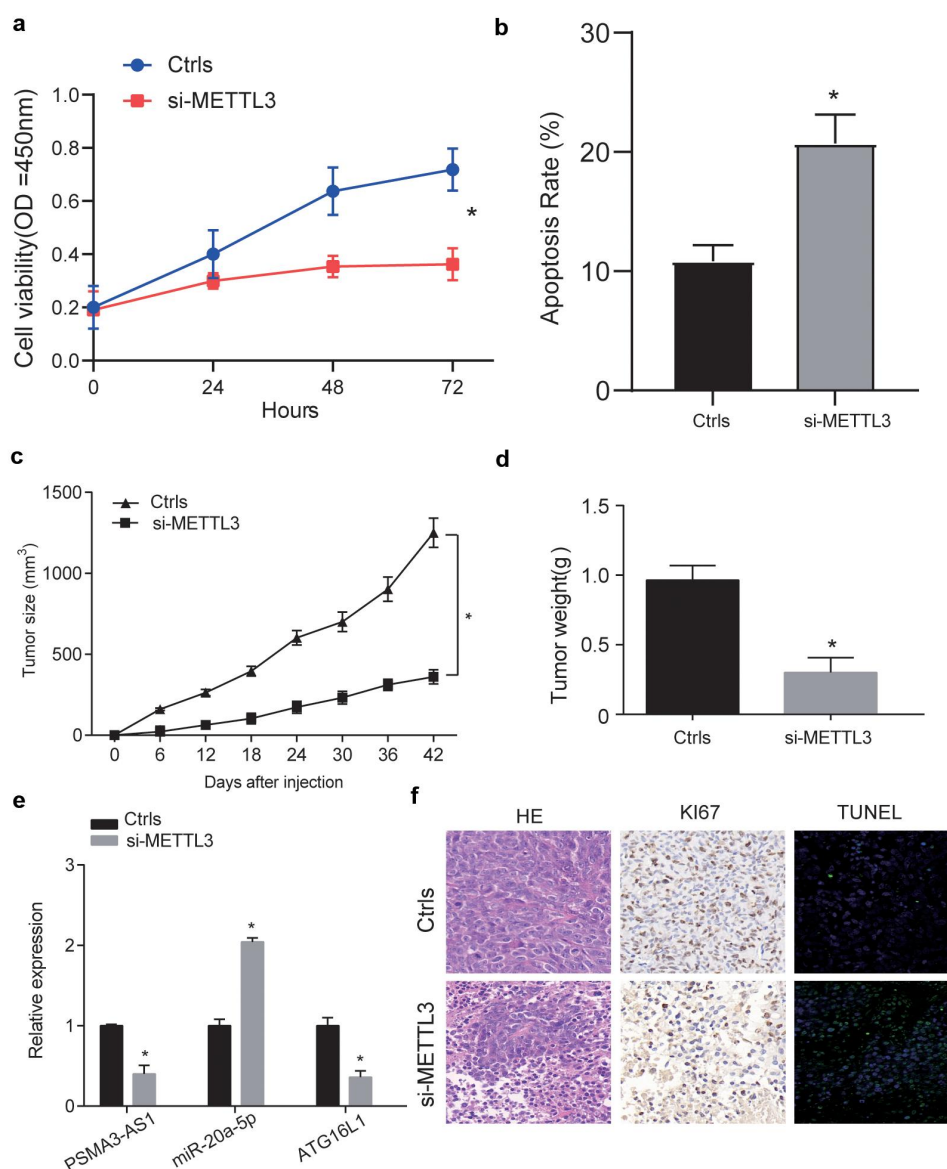 a
Ctrls
si-METTL3
Cell viability(OD =450nm)
1.0
0.8
0.6
0.4
0.2
0.0
0 24 48 72
*
Hours
b
Apoptosis Rate (%)
30
20
10
0
*
Ctrls si-METTL3
c
Ctrls
si-METTL3
Tumor size (mm³)
1500
1000
500
0
*
0 6 12 18 24 30 36 42
Days after injection
d
Tumor weight(g)
1.5
1.0
0.5
0
*
Ctrls si-METTL3
e
Ctrls
si-METTL3
Relative expression
3
2
1
0
* * *
PSMA3-AS1 miR-20a-5p ATG16L1
f
HE KI67 TUNEL
Ctrls
si-METTL3